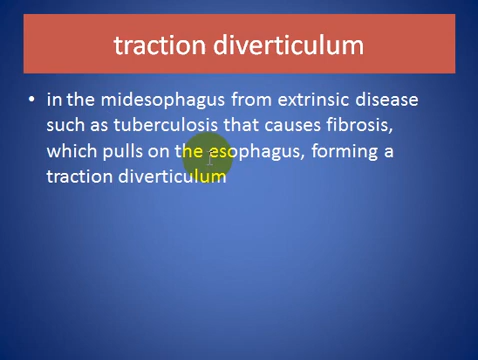 traction diverticulum
• in the midesophagus from extrinsic disease
such as tuberculosis that causes fibrosis,
which pulls on the esophagus, forming a
traction diverticulum